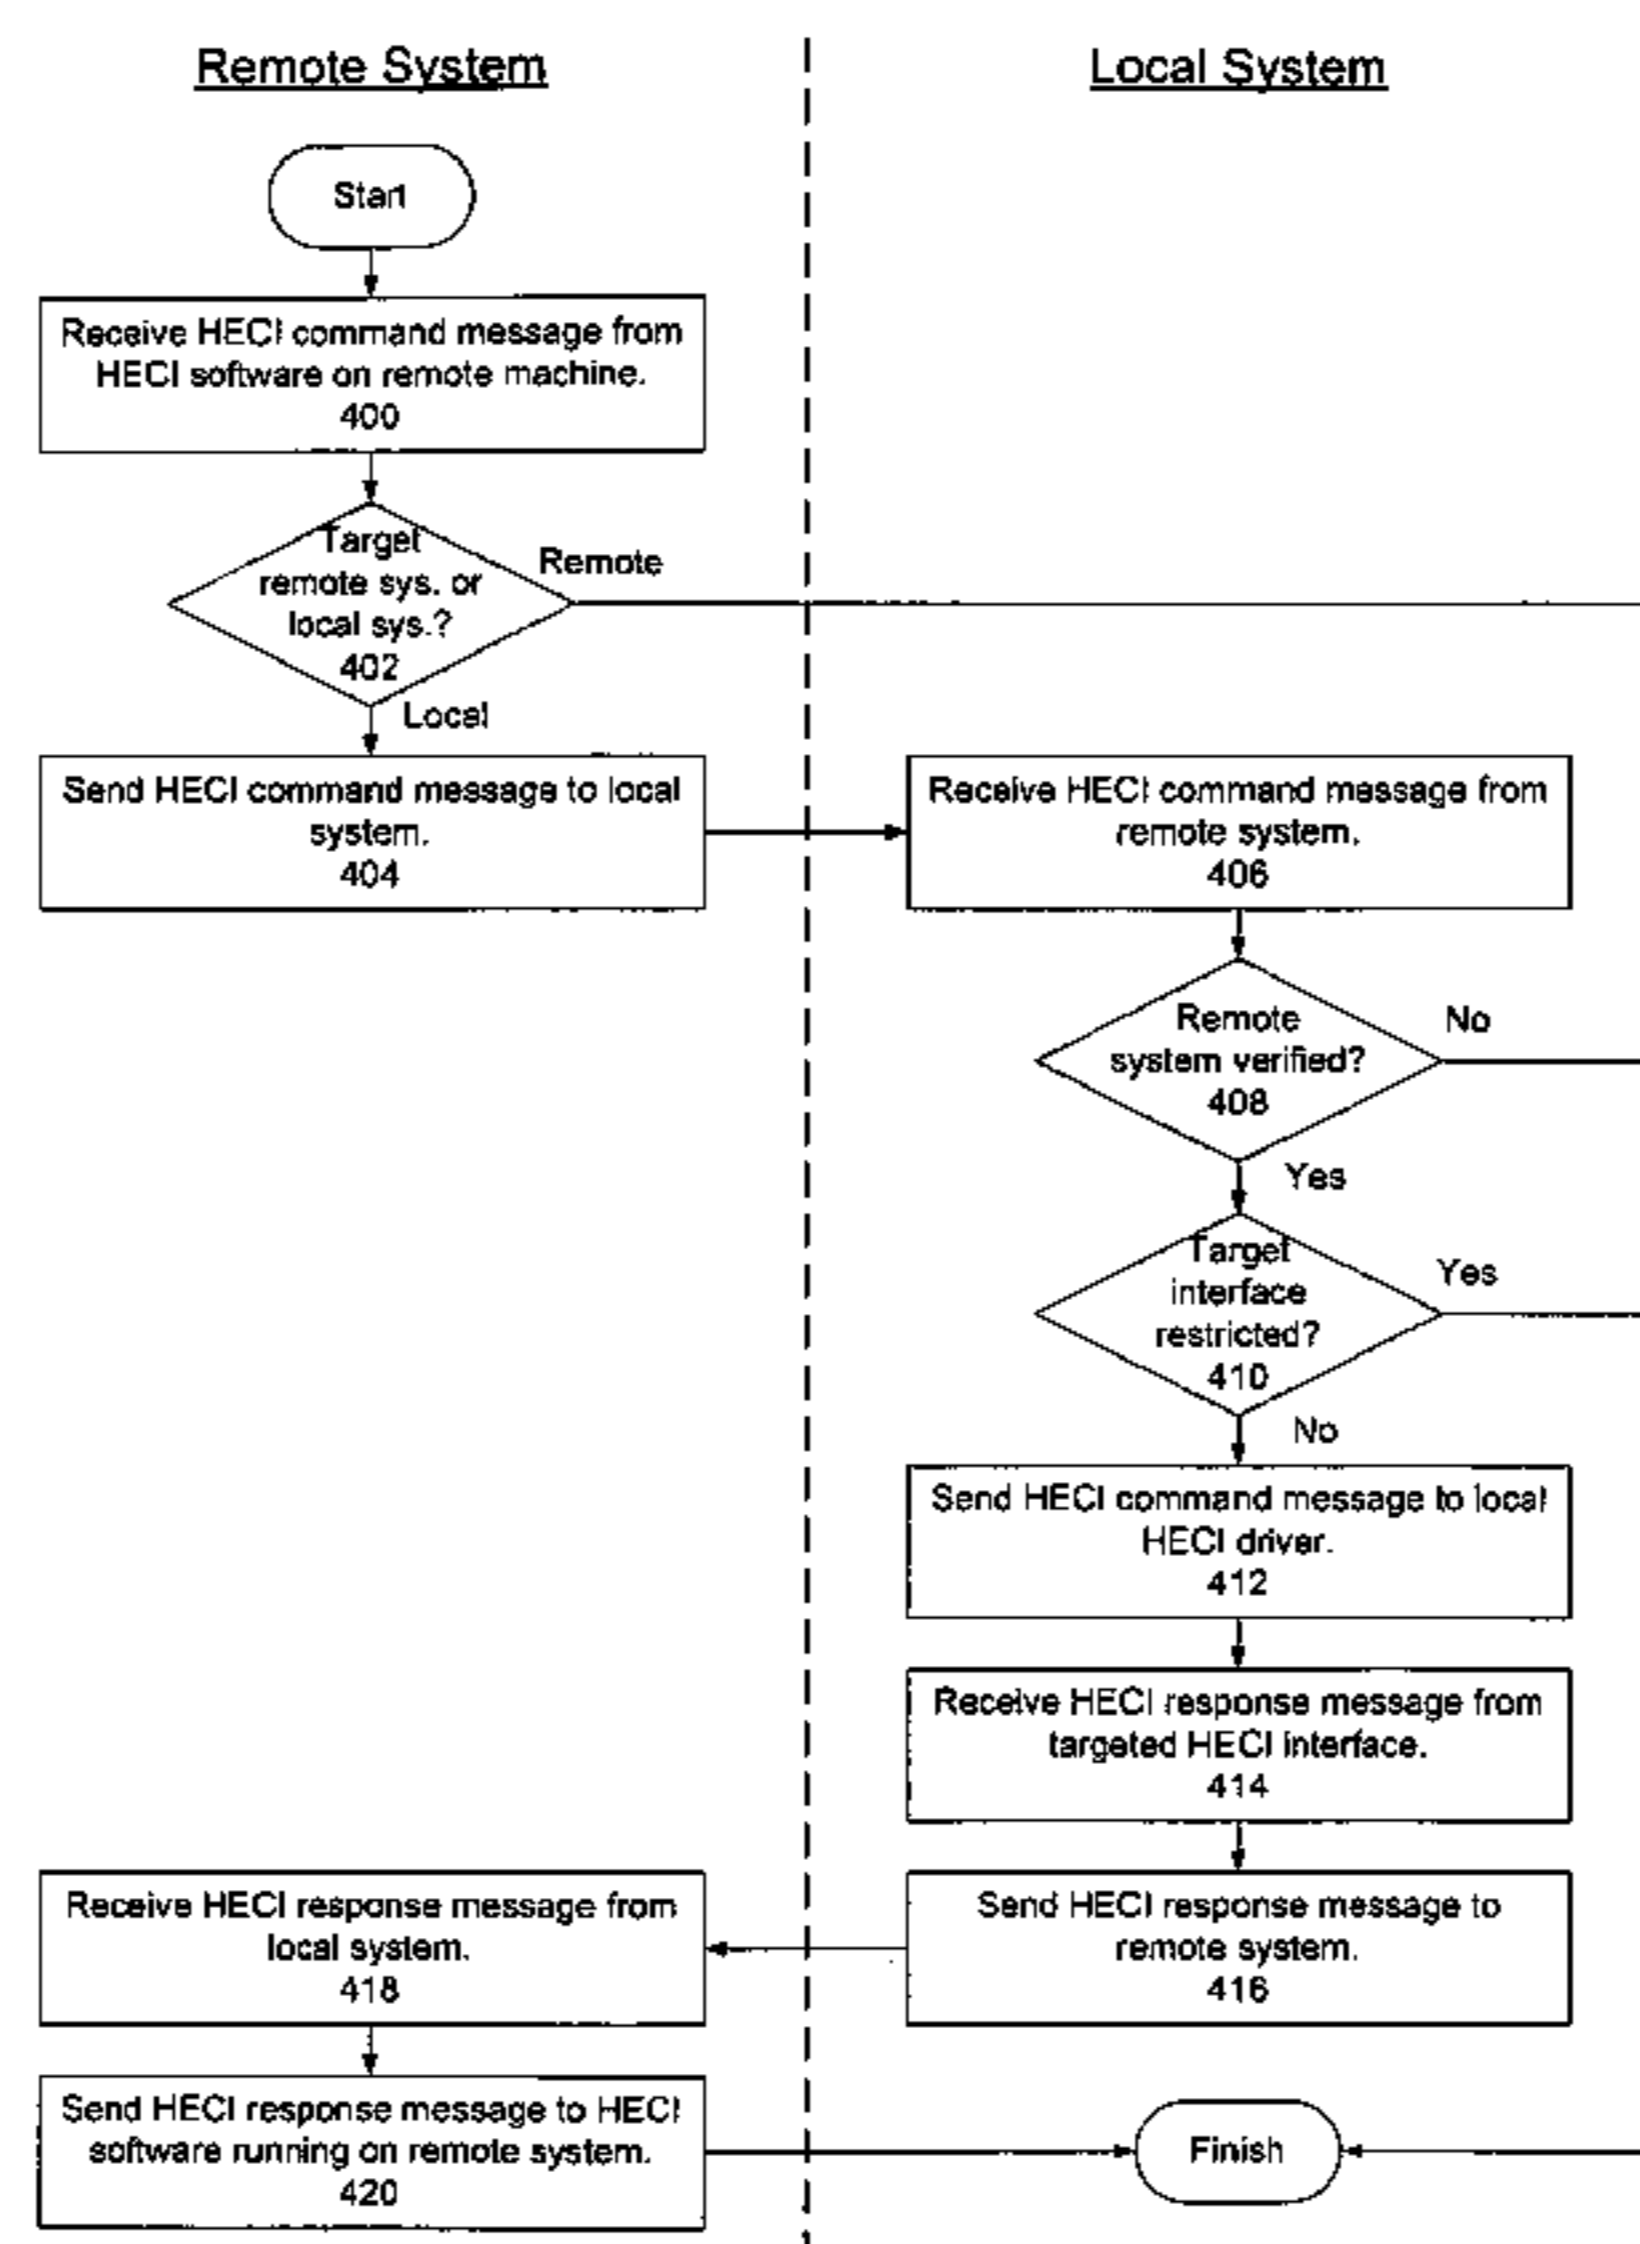 Remote System
Local System
Start
Receive HECI command message from
HECI software on remote machine.
400
Target
remote sys. or
local sys.?
402
Remote
Local
Send HECI command message to local
system.
404
Receive HECI command message from
remote system.
406
Remote
system verified?
408
No
Yes
Target
interface
restricted?
410
Yes
No
Send HECI command message to local
HECI driver.
412
Receive HECI response message from
targeted HECI interface.
414
Send HECI response message to
remote system.
416
Receive HECI response message from
local system.
418
Send HECI response message to HECI
software running on remote system.
420
Finish